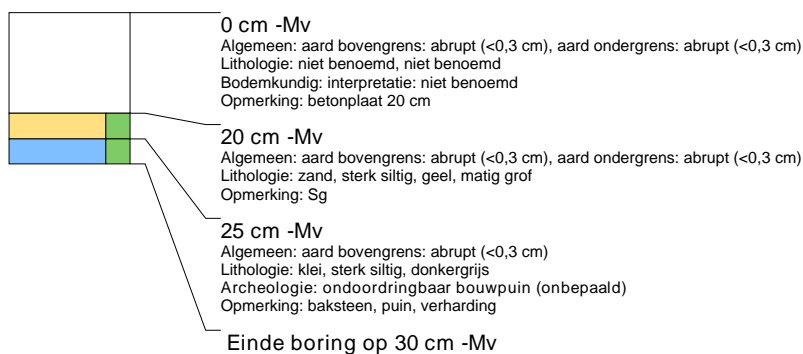 0 cm -Mv
Algemeen: aard bovengrens: abrupt (<0,3 cm), aard ondergrens: abrupt (<0,3 cm)
Lithologie: niet benoemd, niet benoemd
Bodemkundig: interpretatie: niet benoemd
Opmerking: betonplaat 20 cm
20 cm -Mv
Algemeen: aard bovengrens: abrupt (<0,3 cm), aard ondergrens: abrupt (<0,3 cm)
Lithologie: zand, sterk siltig, geel, matig grof
Opmerking: Sg
25 cm -Mv
Algemeen: aard bovengrens: abrupt (<0,3 cm)
Lithologie: klei, sterk siltig, donkergrijs
Archeologie: ondoordringbaar bouwpuin (onbepaald)
Opmerking: baksteen, puin, verharding
Einde boring op 30 cm -Mv